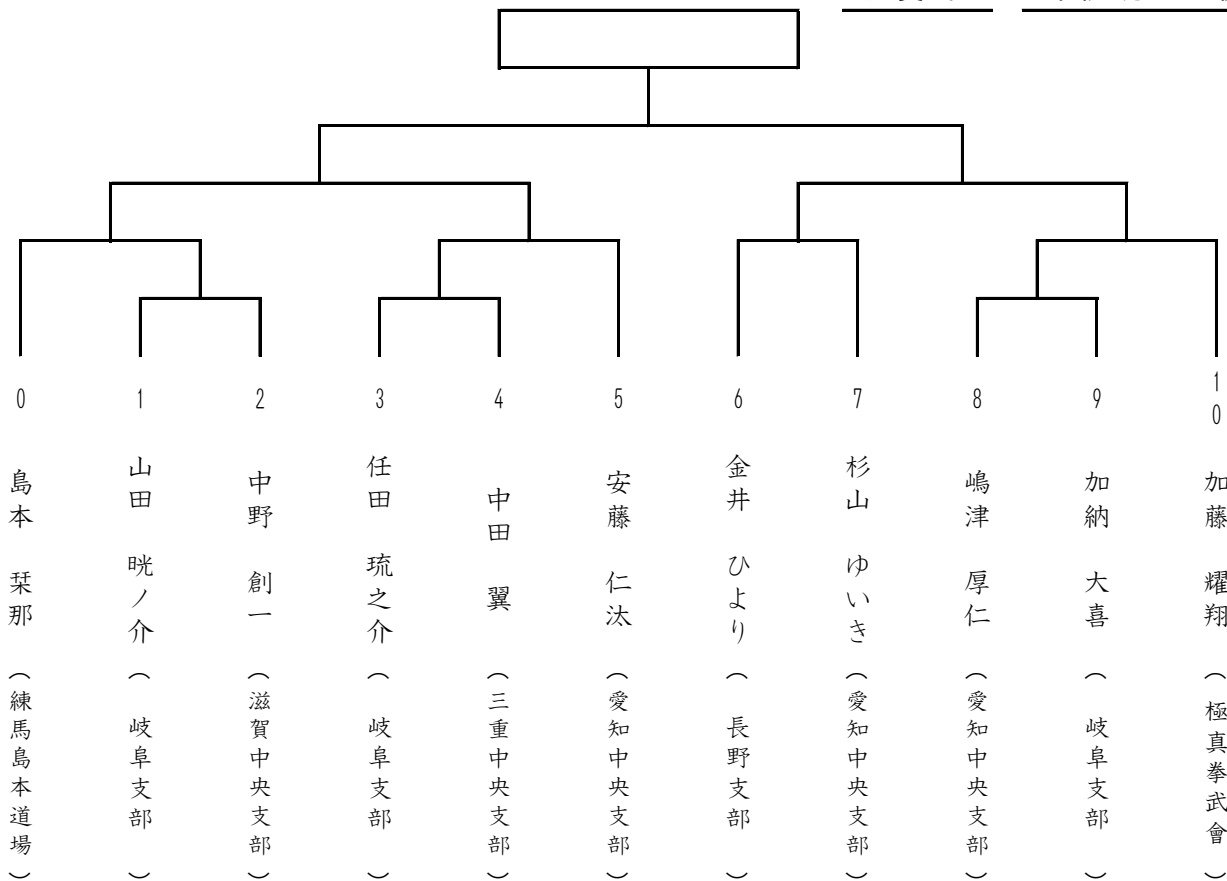 0 島本 栞那 （練馬島本道場）
1 山田 晄ノ介 （岐阜支部）
2 中野 創一 （滋賀中央支部）
3 任田 琉之介 （岐阜支部）
4 中田 翼 （三重中央支部）
5 安藤 仁汰 （愛知中央支部）
6 金井 ひより （長野支部）
7 杉山 ゆいき （愛知中央支部）
8 嶋津 厚仁 （愛知中央支部）
9 加納 大喜 （岐阜支部）
10 加藤 耀翔 （極真拳武會）